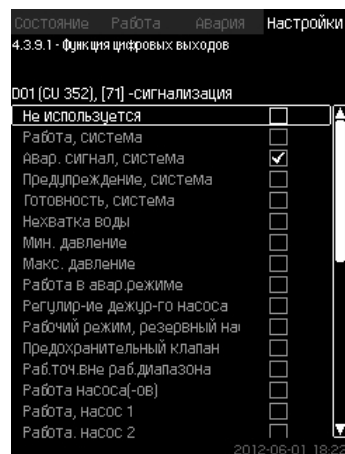 Состояние Работа Авария Настройки
4.3.9.1 - функция цифровых выходов
DO1 (CU 352), [71] -сигнализация
Не используется
Работа, система
Авар. сигнал, система
Предупреждение, система
Готовность, система
Нехватка воды
Мин. давление
Макс. давление
Работа в авар.режиме
Регулир-ие дежур-го насоса
Рабочий режим, резервный нас
Предохранительный клапан
Раб.точ.вне раб.диапазона
Работа насоса(-ов)
Работа, насос 1
Работа. насос 2
2012-06-01 18:22